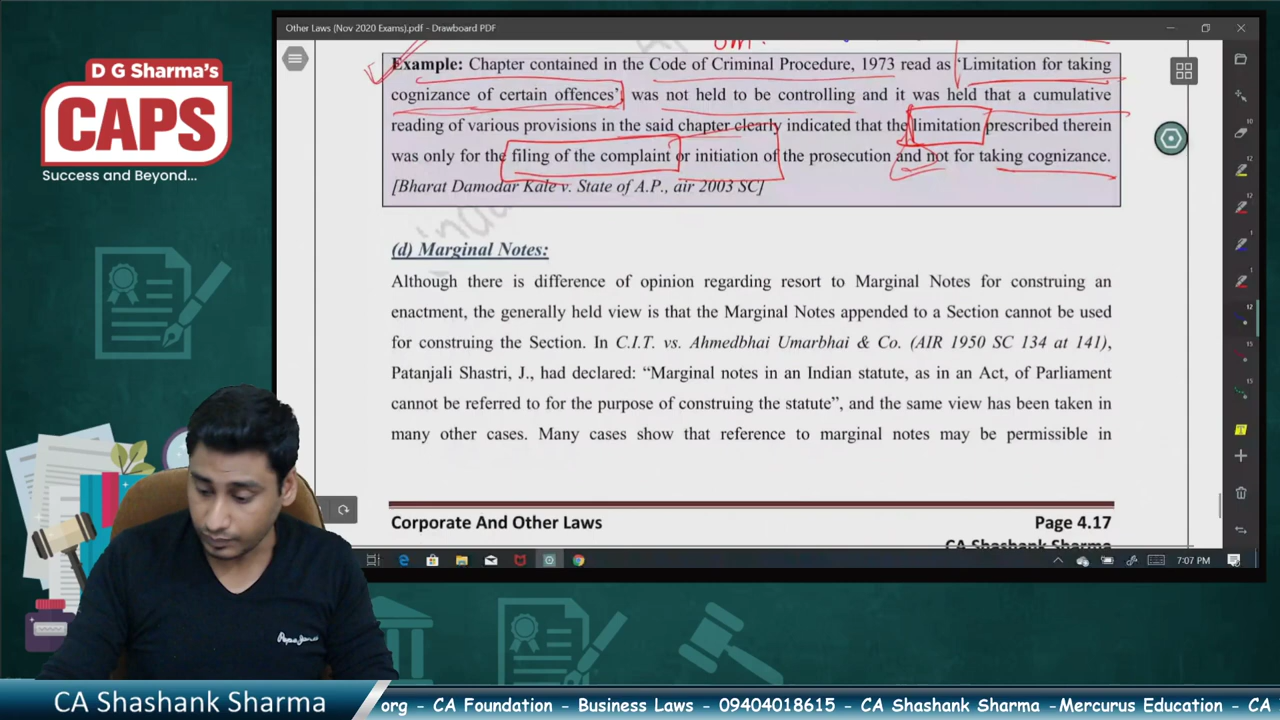 Other Laws (Nov 2020 Exams).pdf - Drawboard PDF
D G Sharma's
CAPS
Success and Beyond...
Example: Chapter contained in the Code of Criminal Procedure, 1973 read as 'Limitation for taking
cognizance of certain offences' was not held to be controlling and it was held that a cumulative
reading of various provisions in the said chapter clearly indicated that the limitation prescribed therein
was only for the filing of the complaint or initiation of the prosecution and not for taking cognizance.
[Bharat Damodar Kale v. State of A.P., air 2003 SC]
(d) Marginal Notes:
Although there is difference of opinion regarding resort to Marginal Notes for construing an
enactment, the generally held view is that the Marginal Notes appended to a Section cannot be used
for construing the Section. In C.I.T. vs. Ahmedbhai Umarbhai & Co. (AIR 1950 SC 134 at 141),
Patanjali Shastri, J., had declared: "Marginal notes in an Indian statute, as in an Act, of Parliament
cannot be referred to for the purpose of construing the statute", and the same view has been taken in
many other cases. Many cases show that reference to marginal notes may be permissible in
Corporate And Other Laws
Page 4.17
CA Shashank Sharma
7:07 PM
CA Shashank Sharma
org - CA Foundation - Business Laws - 09404018615 - CA Shashank Sharma -Mercurus Education - CA